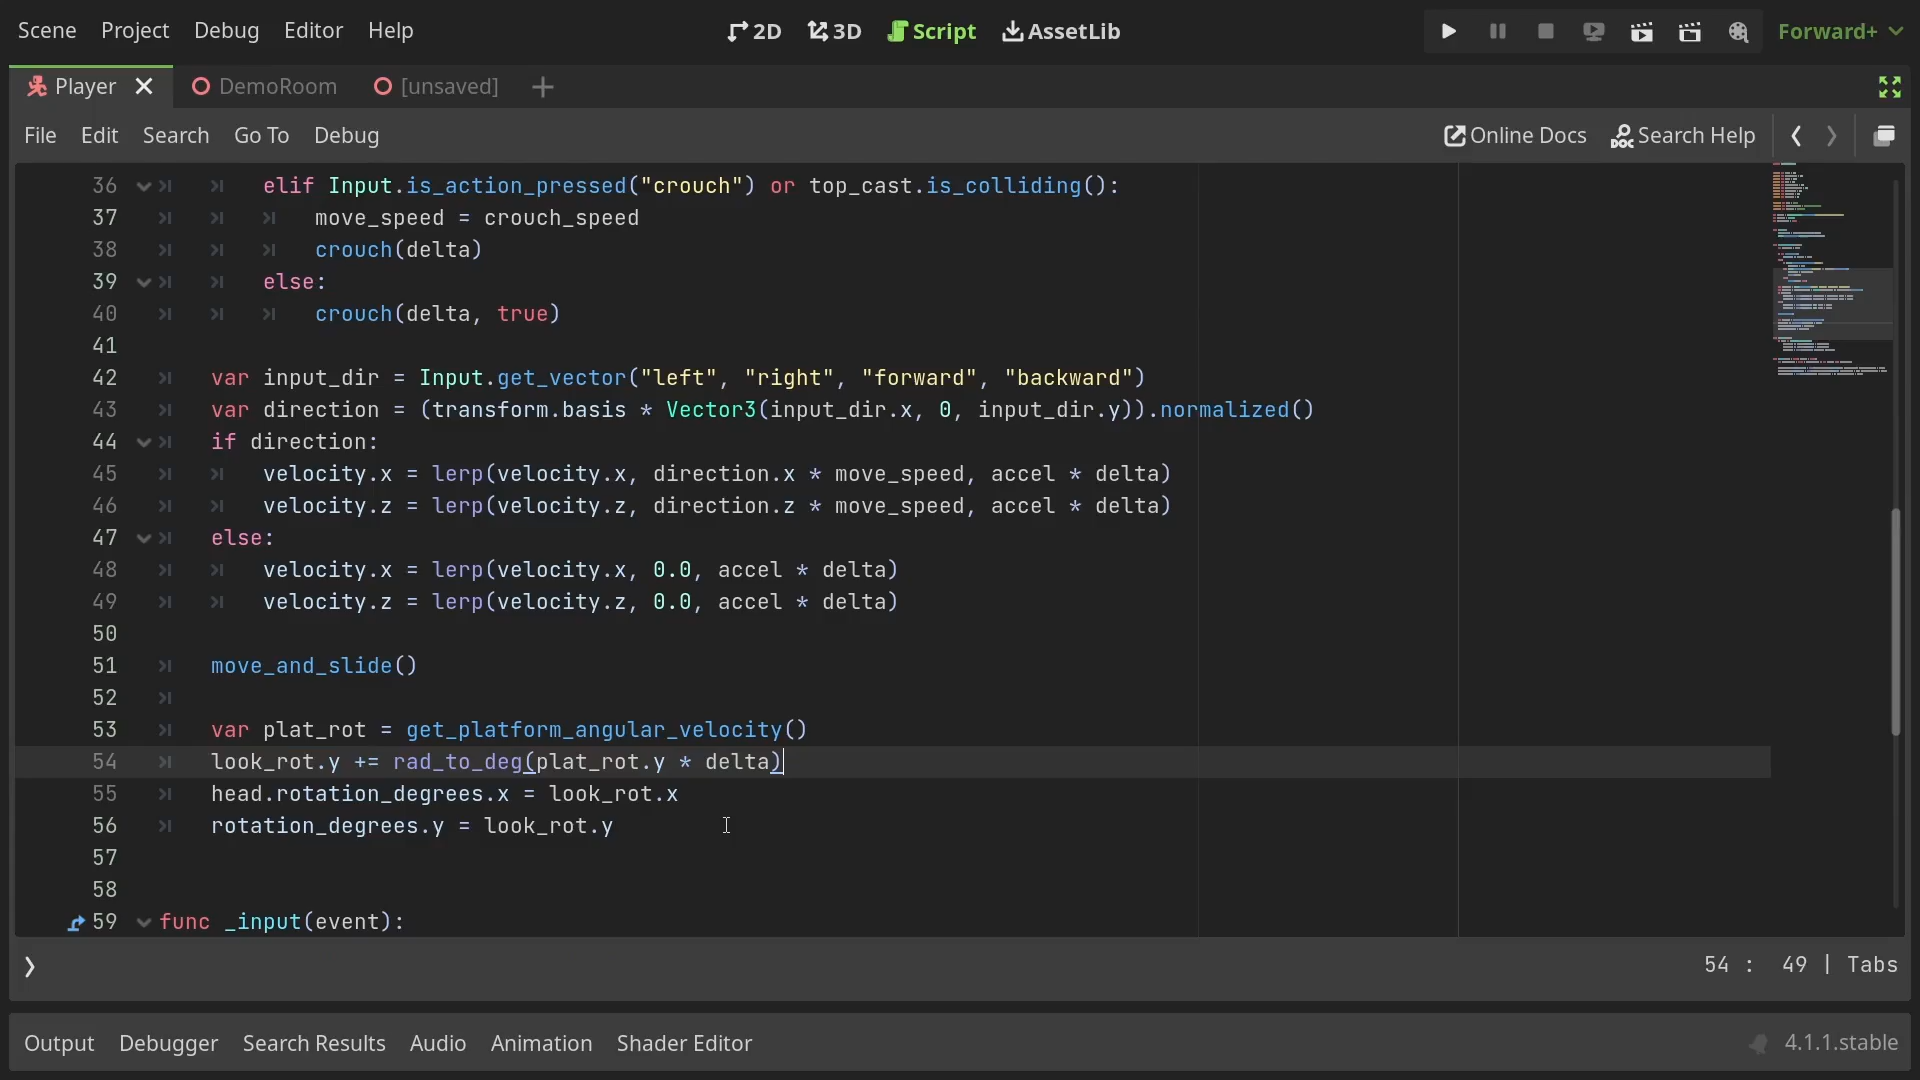 Scene Project Debug Editor Help 2D 3D Script AssetLib Forward+
Player DemoRoom [unsaved]
File Edit Search Go To Debug Online Docs DOC Search Help
36 elif Input.is_action_pressed("crouch") or top_cast.is_colliding():
37 move_speed = crouch_speed
38 crouch(delta)
39 else:
40 crouch(delta, true)
41
42 var input_dir = Input.get_vector("left", "right", "forward", "backward")
43 var direction = (transform.basis * Vector3(input_dir.x, 0, input_dir.y)).normalized()
44 if direction:
45 velocity.x = lerp(velocity.x, direction.x * move_speed, accel * delta)
46 velocity.z = lerp(velocity.z, direction.z * move_speed, accel * delta)
47 else:
48 velocity.x = lerp(velocity.x, 0.0, accel * delta)
49 velocity.z = lerp(velocity.z, 0.0, accel * delta)
50
51 move_and_slide()
52
53 var plat_rot = get_platform_angular_velocity()
54 look_rot.y += rad_to_deg(plat_rot.y * delta)
55 head.rotation_degrees.x = look_rot.x
56 rotation_degrees.y = look_rot.y
57
58
59 func _input(event):
54 : 49 | Tabs
Output Debugger Search Results Audio Animation Shader Editor 4.1.1.stable